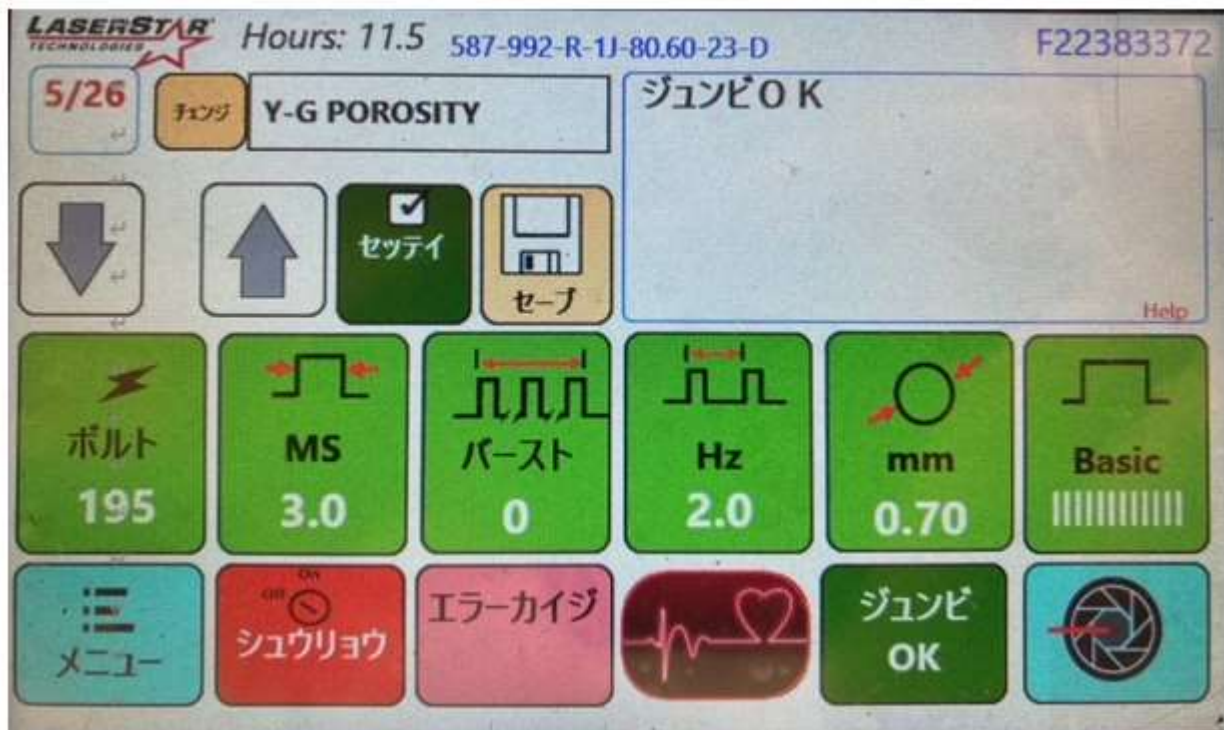 LASERSTAR
TECHNOLOGIES
Hours: 11.5
587-992-R-1J-80.60-23-D
F22383372
5/26
チェンジ
Y-G POROSITY
ジュンビOK
セッテイ
セーブ
Help
ボルト
195
MS
3.0
バースト
0
Hz
2.0
mm
0.70
Basic
メニュー
On
Off
シュウリョウ
エラーカイジ
ジュンビ
OK